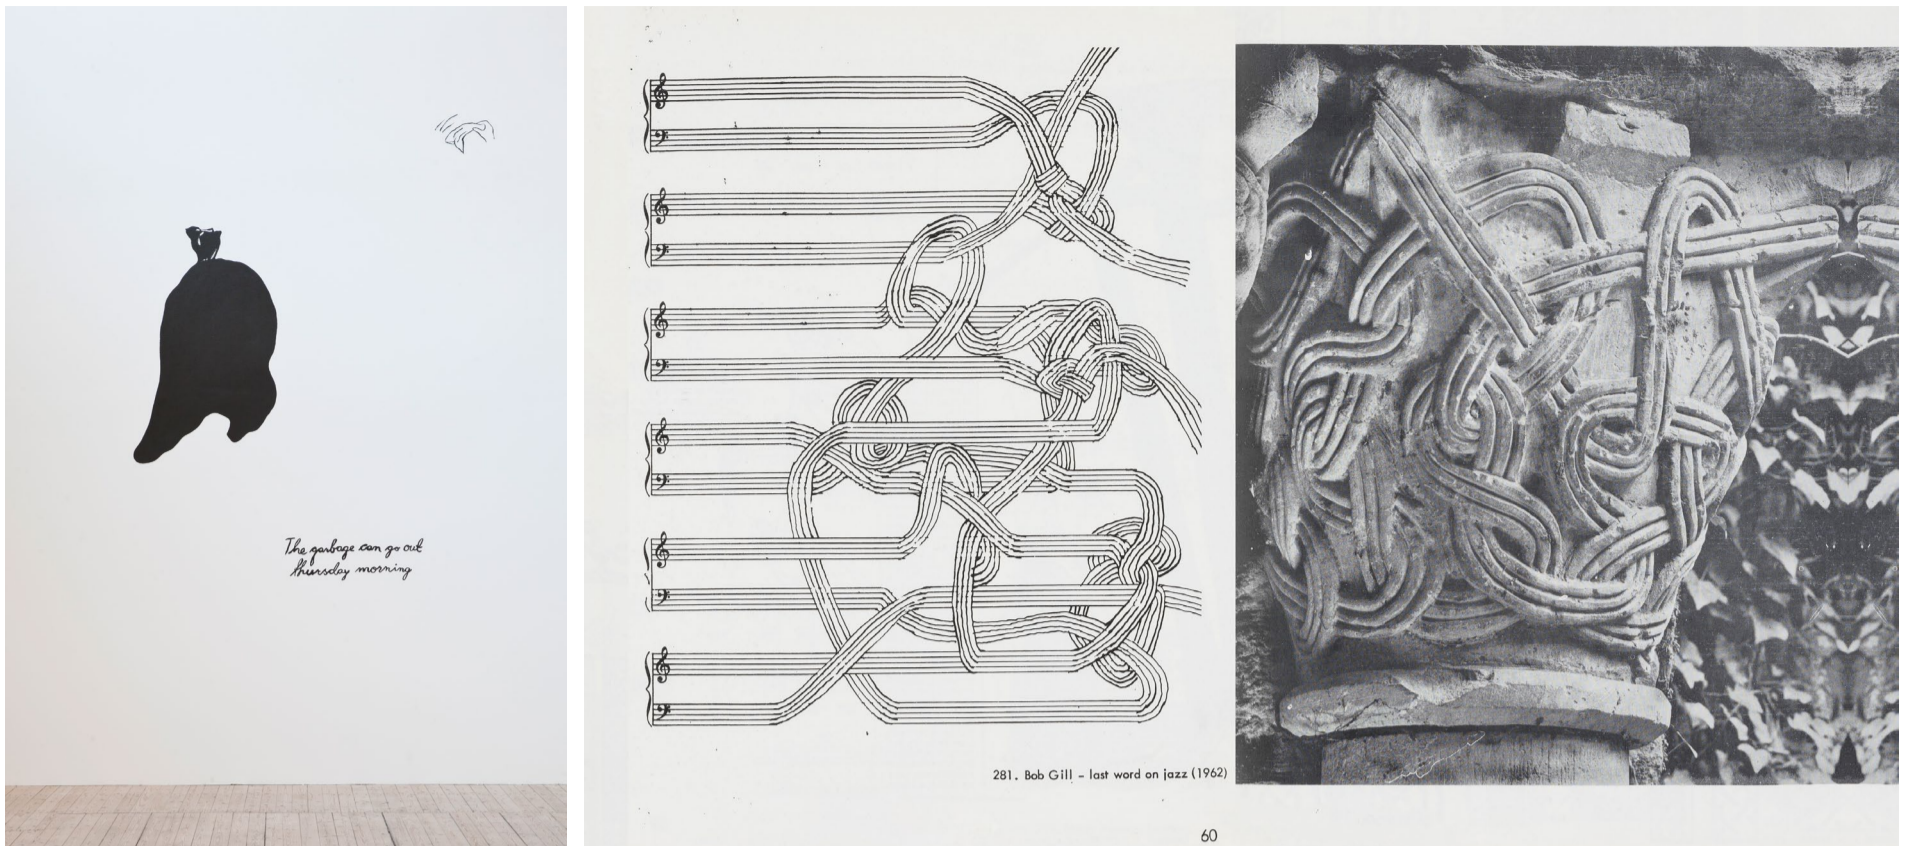 The garbage can go out
thursday morning
281. Bob Gill – last word on jazz (1962)
60